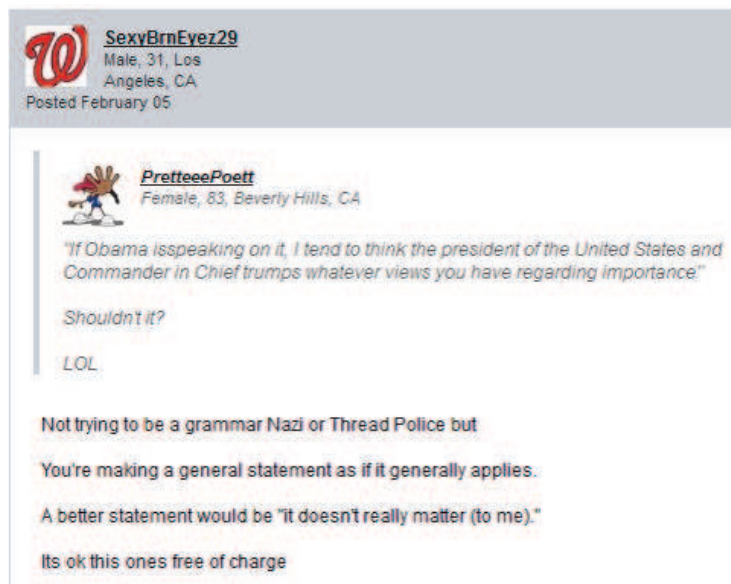 W
SexyBrnEyez29
Male, 31, Los
Angeles, CA
Posted February 05
PretteeePoett
Female, 83, Beverly Hills, CA
"If Obama isspeaking on it, I tend to think the president of the United States and
Commander in Chief trumps whatever views you have regarding importance"
Shouldn't it?
LOL
Not trying to be a grammar Nazi or Thread Police but
You're making a general statement as if it generally applies.
A better statement would be "it doesn't really matter (to me)."
Its ok this ones free of charge